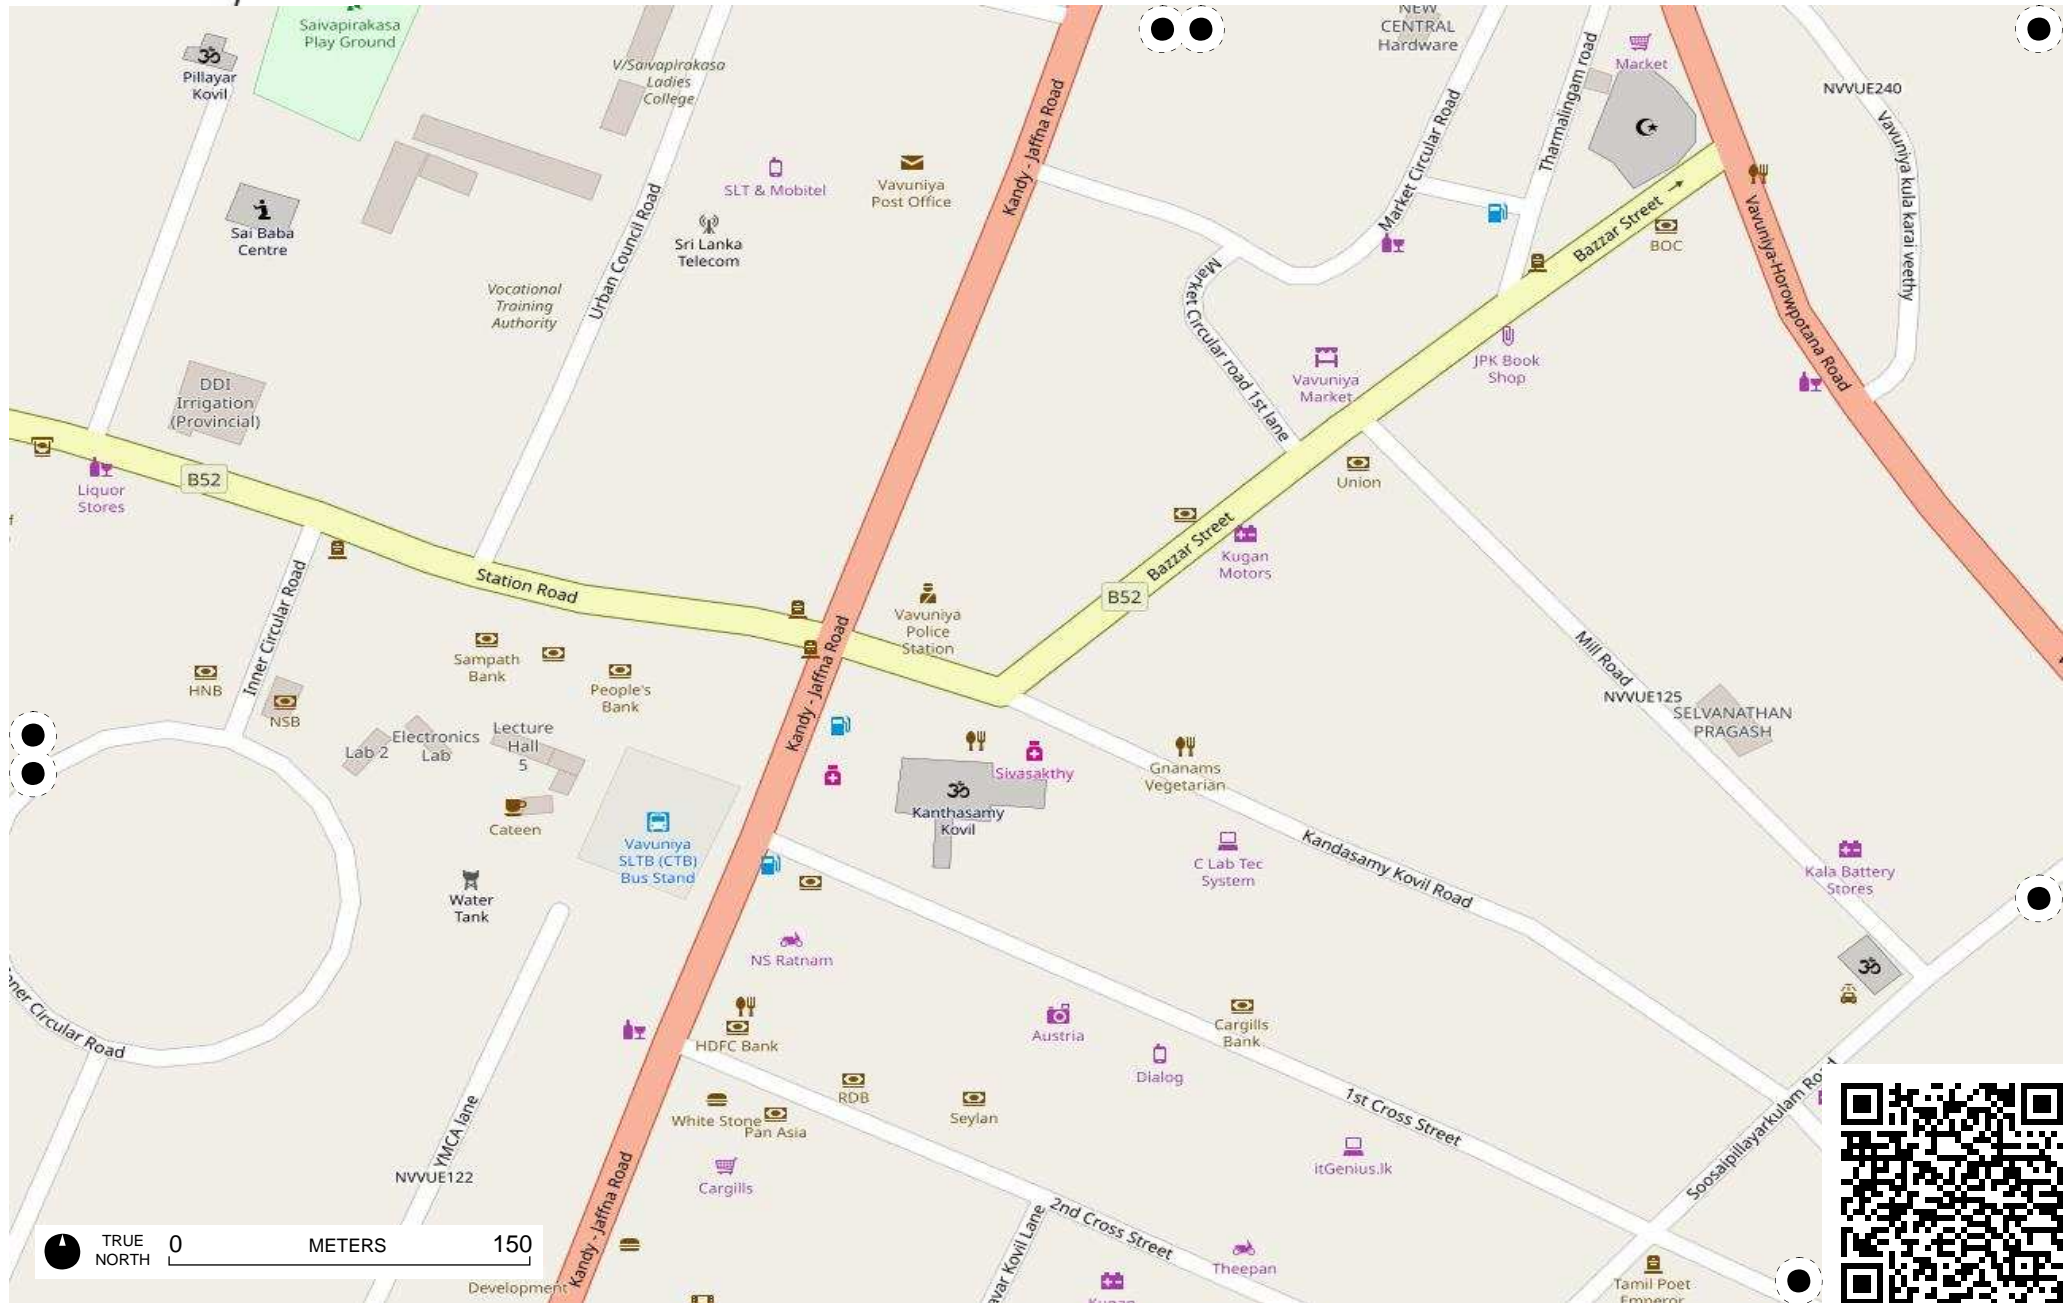 Saivapirakasa
Play Ground
Pillayar
Kovil
V/Saivapirakasa
Ladies
College
NEW
CENTRAL
Hardware
Market
NVVUE240
Kandy - Jaffna Road
Market Circular Road
Tharmalingam road
Vavuniya kula karai veethy
SLT & Mobitel
Vavuniya
Post Office
Sai Baba
Centre
Sri Lanka
Telecom
Urban Council Road
Bazzar Street
BOC
Vavuniya-Horowpotana Road
Vocational
Training
Authority
Market Circular road 1st lane
DDI
Irrigation
(Provincial)
Vavuniya
Market
JPK Book
Shop
B52
Liquor
Stores
Union
Bazzar Street
Kugan
Motors
Station Road
B52
Inner Circular Road
Vavuniya
Police
Station
Kandy - Jaffna Road
Sampath
Bank
People's
Bank
HNB
NSB
Mill Road
NVVUE125
SELVANATHAN
PRAGASH
Lab 2
Electronics
Lab
Lecture
Hall
5
Sivasakthy
Gnanams
Vegetarian
Kanthasamy
Kovil
Cateen
Vavuniya
SLTB (CTB)
Bus Stand
C Lab Tec
System
Kandasamy Kovil Road
Kala Battery
Stores
Water
Tank
NS Ratnam
HDFC Bank
Austria
Cargills
Bank
Dialog
ner Circular Road
RDB
Seylan
White Stone
Pan Asia
1st Cross Street
Soosaipillayarkulam Road
YMCA lane
NVVUE122
Cargills
itGenius.lk
Kandy - Jaffna Road
2nd Cross Street
avar Kovil Lane
Theepan
TRUE
NORTH
0 METERS 150
Development
Kugan
Tamil Poet
Emperor